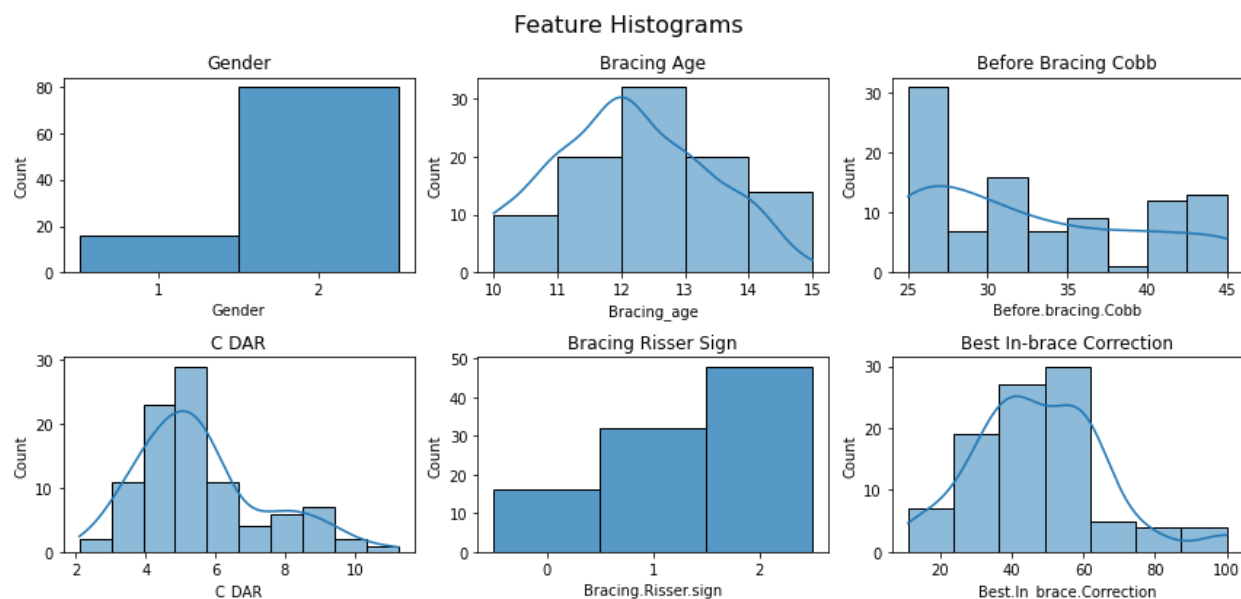 Feature Histograms
Gender
Count
80
60
40
20
0
1 2
Gender
Bracing Age
Count
30
20
10
0
10 11 12 13 14 15
Bracing_age
Before Bracing Cobb
Count
30
20
10
0
25 30 35 40 45
Before.bracing.Cobb
C DAR
Count
30
20
10
0
2 4 6 8 10
C DAR
Bracing Risser Sign
Count
50
40
30
20
10
0
0 1 2
Bracing.Risser.sign
Best In-brace Correction
Count
30
20
10
0
20 40 60 80 100
Best.In_brace.Correction